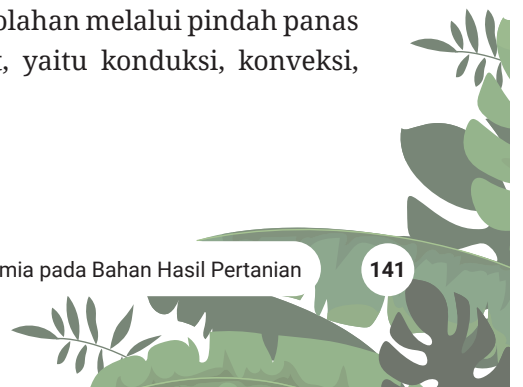 olahan melalui pindah panas
, yaitu konduksi, konveksi,
mia pada Bahan Hasil Pertanian 141